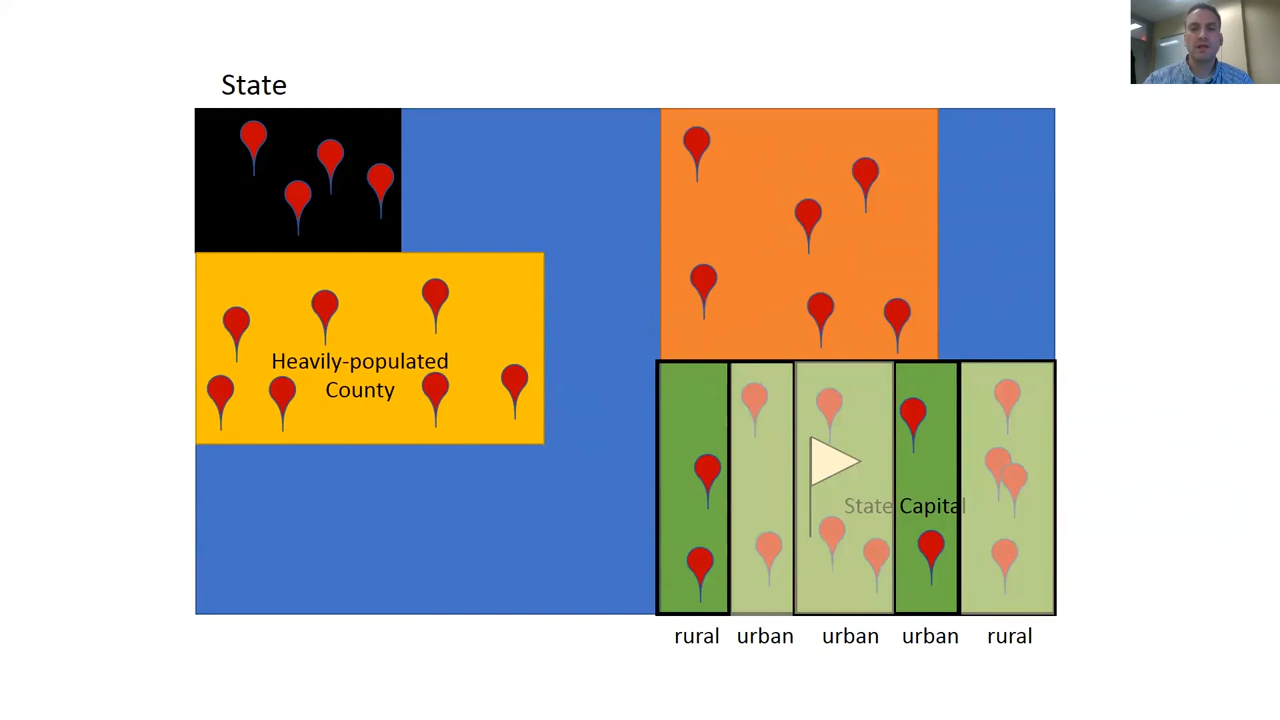 State
Heavily-populated
County
State Capital
rural urban urban urban rural